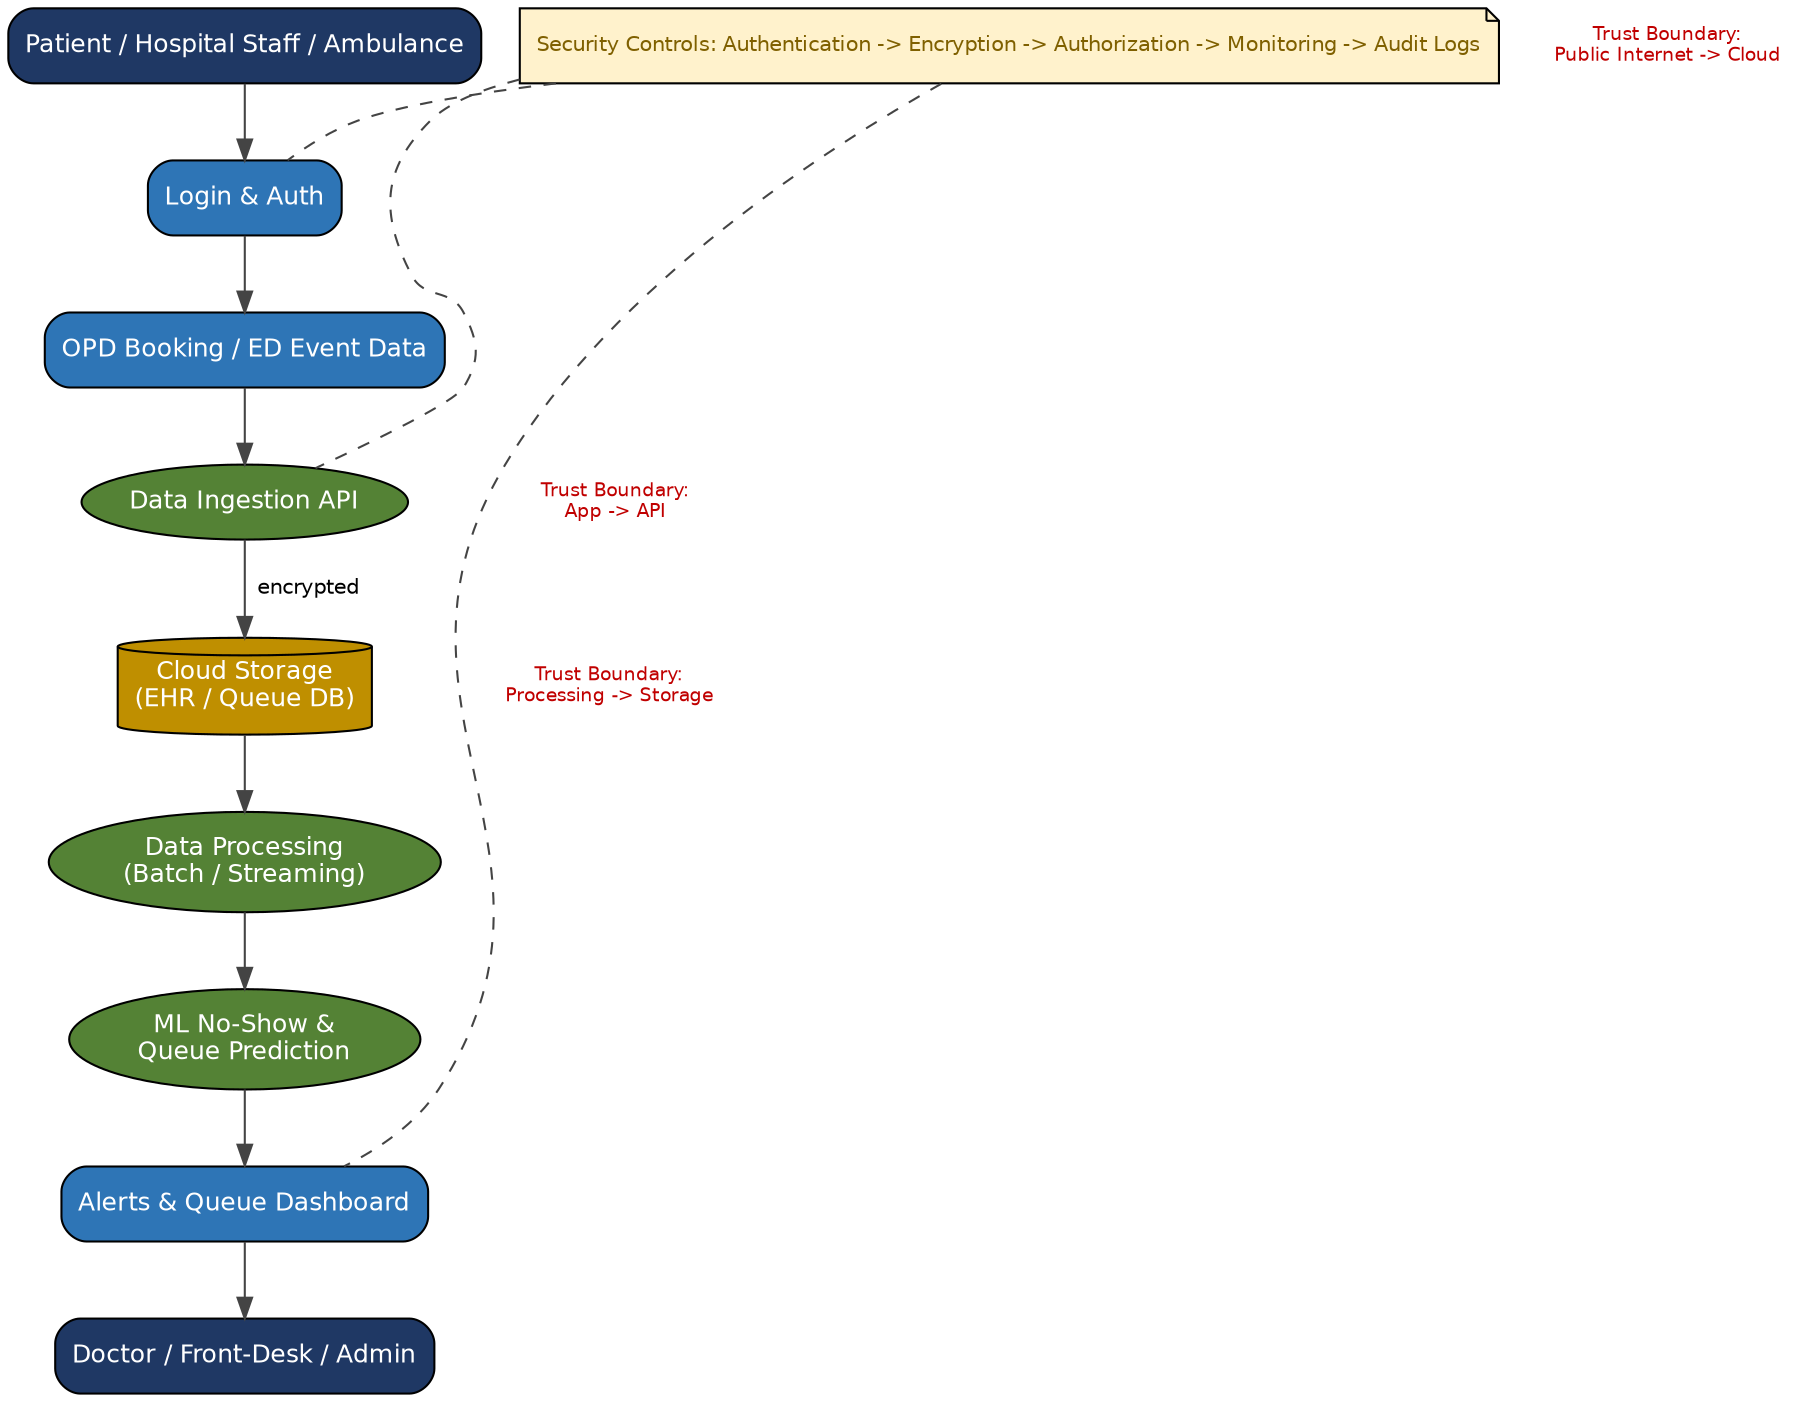 Patient / Hospital Staff / Ambulance
Security Controls: Authentication -> Encryption -> Authorization -> Monitoring -> Audit Logs
Trust Boundary:
Public Internet -> Cloud
Login & Auth
OPD Booking / ED Event Data
Data Ingestion API
Trust Boundary:
App -> API
encrypted
Cloud Storage
(EHR / Queue DB)
Trust Boundary:
Processing -> Storage
Data Processing
(Batch / Streaming)
ML No-Show &
Queue Prediction
Alerts & Queue Dashboard
Doctor / Front-Desk / Admin